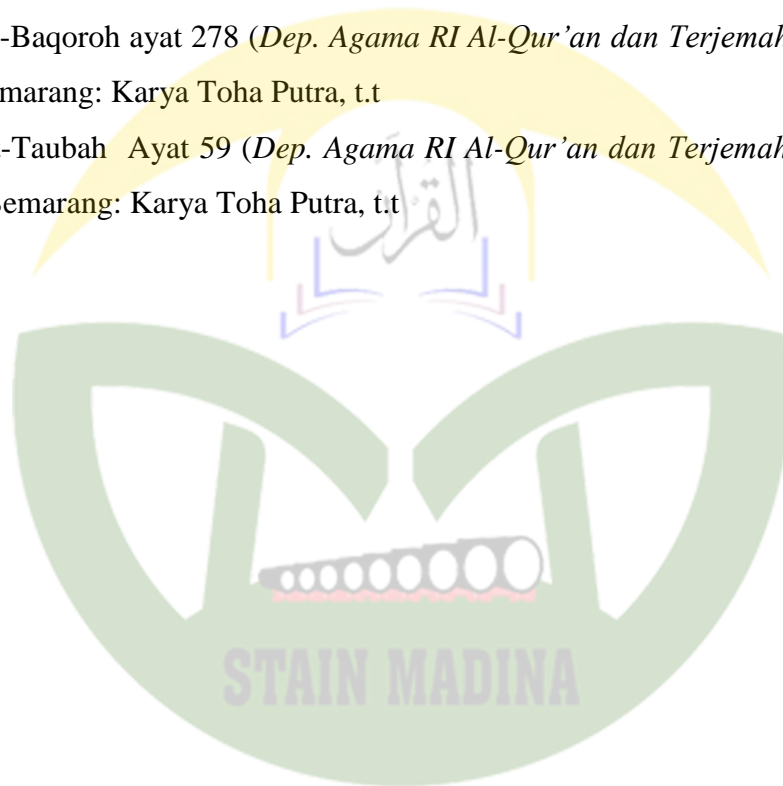 -Baqoroh ayat 278 (Dep. Agama RI Al-Qur’an dan Terjemah
marang: Karya Toha Putra, t.t
-Taubah Ayat 59 (Dep. Agama RI Al-Qur’an dan Terjemah
Semarang: Karya Toha Putra, t.t
القرآن
STAIN MADINA